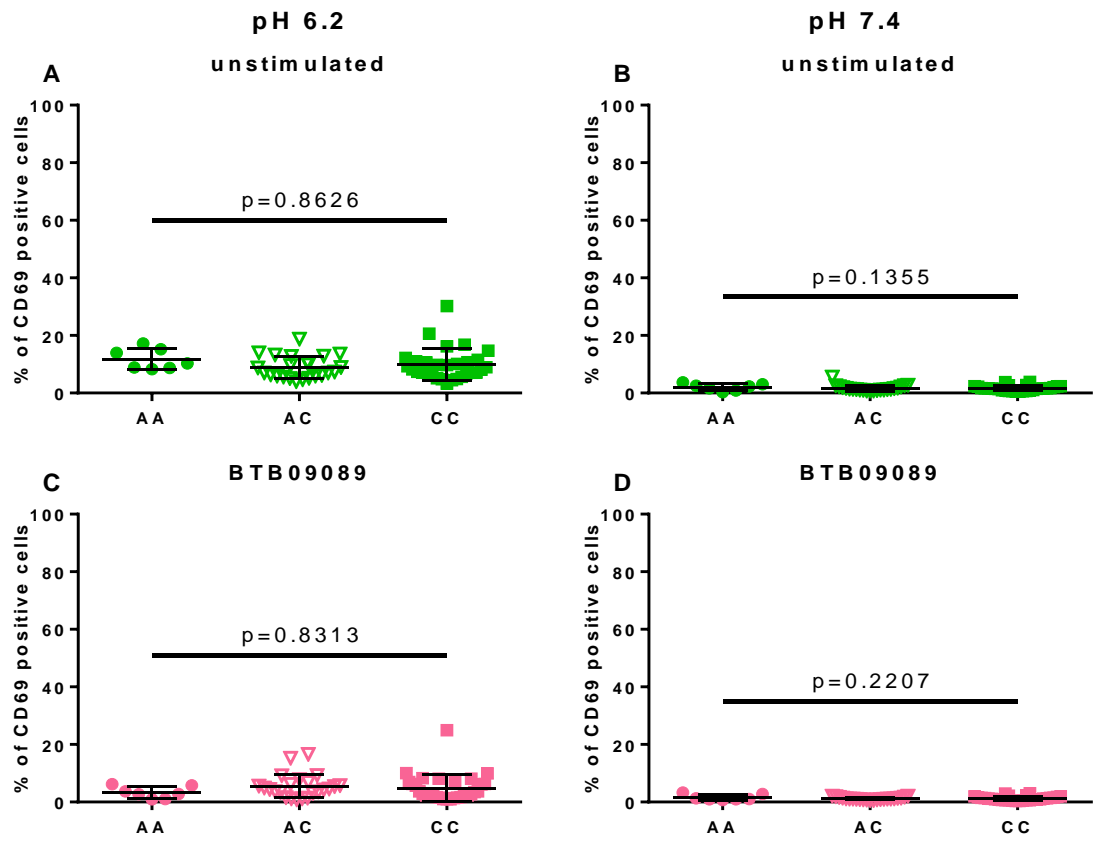 pH 6.2
pH 7.4
A
unstimulated
% of CD69 positive cells
100
80
60
40
20
0
p=0.8626
AA AC CC
B
unstimulated
% of CD69 positive cells
100
80
60
40
20
0
p=0.1355
AA AC CC
C
BTB09089
% of CD69 positive cells
100
80
60
40
20
0
p=0.8313
AA AC CC
D
BTB09089
% of CD69 positive cells
100
80
60
40
20
0
p=0.2207
AA AC CC